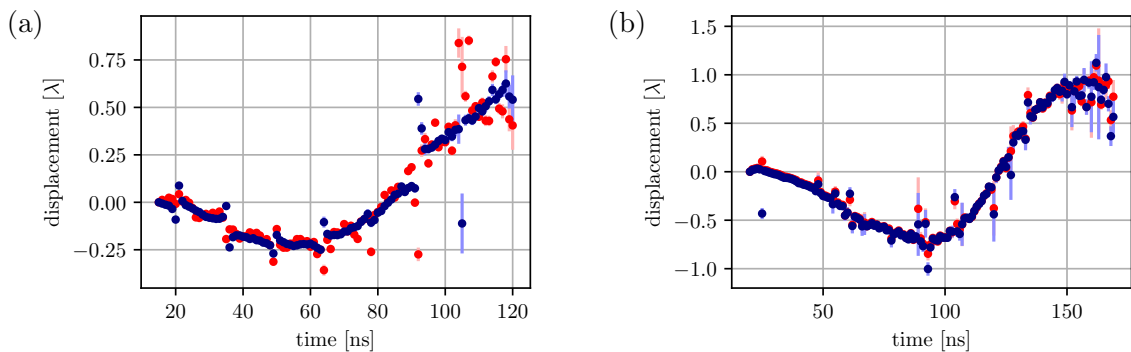 (a)
displacement [λ]
0.75
0.50
0.25
0.00
−0.25
20 40 60 80 100 120
time [ns]
(b)
displacement [λ]
1.5
1.0
0.5
0.0
−0.5
−1.0
50 100 150
time [ns]